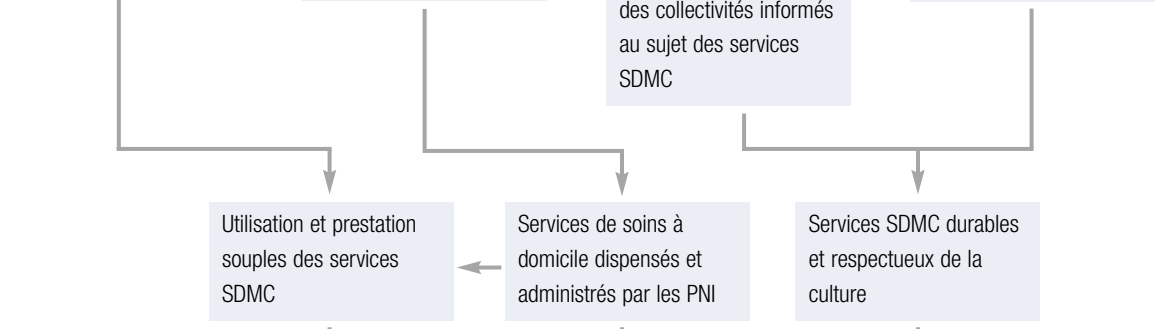 des collectivités informés
au sujet des services
SDMC
Utilisation et prestation
souples des services
SDMC
Services de soins à
domicile dispensés et
administrés par les PNI
Services SDMC durables
et respectueux de la
culture